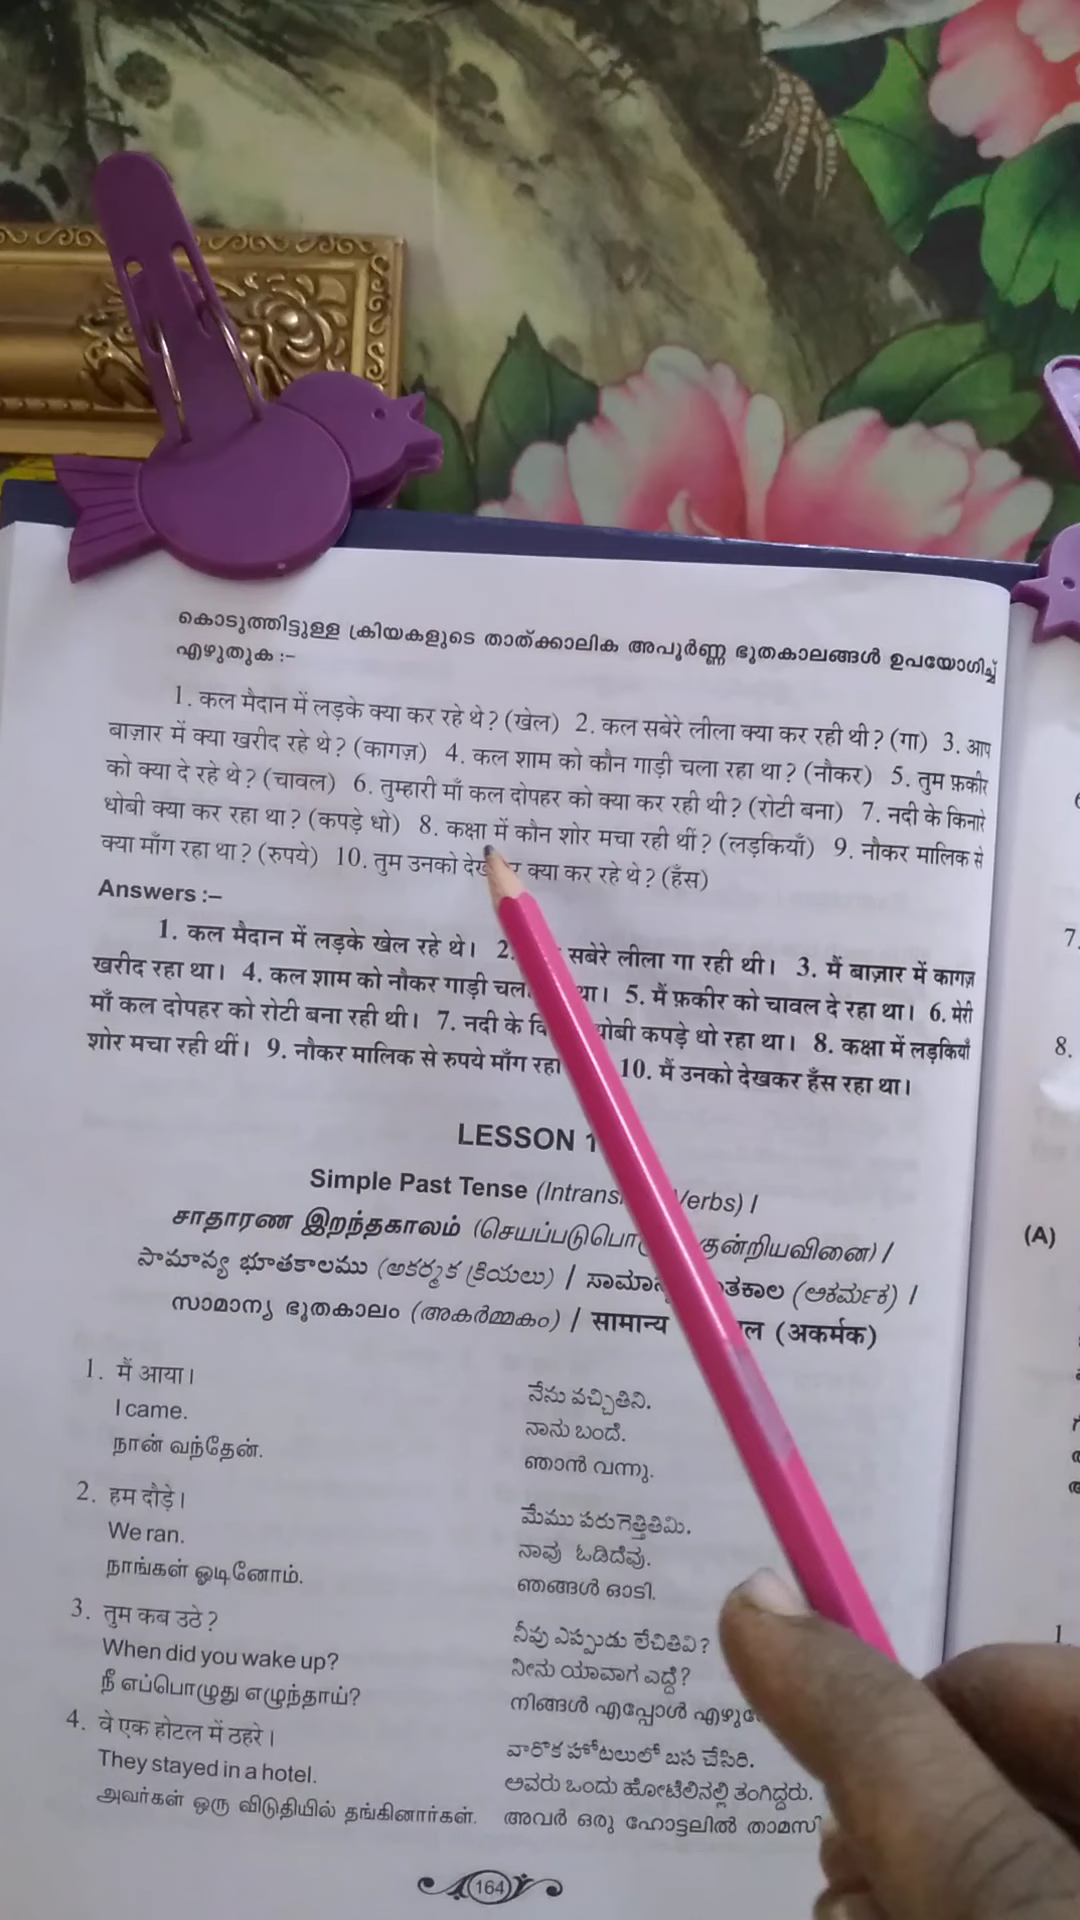 കൊടുത്തിട്ടുള്ള ക്രിയകളുടെ താത്ക്കാലിക അപൂർണ്ണ ഭൂതകാലങ്ങൾ ഉപയോഗിച്ച്
എഴുതുക :–
1. कल मैदान में लड़के क्या कर रहे थे? (खेल) 2. कल सबेरे लीला क्या कर रही थी? (गा) 3. आप
बाज़ार में क्या खरीद रहे थे? (कागज़) 4. कल शाम को कौन गाड़ी चला रहा था? (नौकर) 5. तुम फ़कीर
को क्या दे रहे थे? (चावल) 6. तुम्हारी माँ कल दोपहर को क्या कर रही थी? (रोटी बना) 7. नदी के किनारे
धोबी क्या कर रहा था? (कपड़े धो) 8. कक्षा में कौन शोर मचा रही थीं? (लड़कियाँ) 9. नौकर मालिक से
क्या माँग रहा था? (रुपये) 10. तुम उनको क्या कर रहे थे? (हँस)
Answers :–
1. कल मैदान में लड़के खेल रहे थे। 2. सबेरे लीला गा रही थी। 3. मैं बाज़ार में कागज़
खरीद रहा था। 4. कल शाम को नौकर गाड़ी था। 5. मैं फ़कीर को चावल दे रहा था। 6. मेरी
माँ कल दोपहर को रोटी बना रही थी। 7. नदी के धोबी कपड़े धो रहा था। 8. कक्षा में लड़कियाँ
शोर मचा रही थीं। 9. नौकर मालिक से रुपये माँग रहा 10. मैं उनको देखकर हँस रहा था।
LESSON
Simple Past Tense (Verbs) /
சாதாரண இறந்தகாலம் /
సామాన్య భూతకాలము (అకర్మక క్రియలు) / (ಅಕರ್ಮಕ) /
സാമാന്യ ഭൂതകാലം (അകർമ്മകം) / सामान्य (अकर्मक)
1. मैं आया।
I came.
நான் வந்தேன்.
నేను వచ్చితిని.
ನಾನು ಬಂದೆ.
ഞാൻ വന്നു.
2. हम दौड़े।
We ran.
நாங்கள் ஓடினோம்.
మేము పరుగెత్తితిమి.
ನಾವು ಓಡಿದೆವು.
ഞങ്ങൾ ഓടി.
3. तुम कब उठे?
When did you wake up?
நீ எப்பொழுது எழுந்தாய்?
నీవు ఎప్పుడు లేచితివి?
ನೀನು ಯಾವಾಗ ಎದ್ದೆ?
നിങ്ങൾ എപ്പോൾ
4. वे एक होटल में ठहरे।
They stayed in a hotel.
அவர்கள் ஒரு விடுதியில் தங்கினார்கள்.
వారొక హోటలులో బస చేసిరి.
ಅವರು ಒಂದು ಹೋಟೆಲಿನಲ್ಲಿ ತಂಗಿದ್ದರು.
അവർ ഒരു ഹോട്ടലിൽ
164
7.
8.
(A)
1.